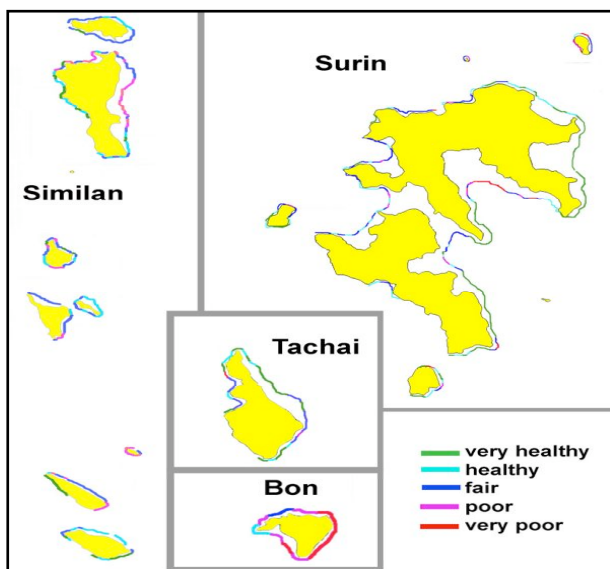 Surin
Similan
Tachai
Bon
very healthy
healthy
fair
poor
very poor